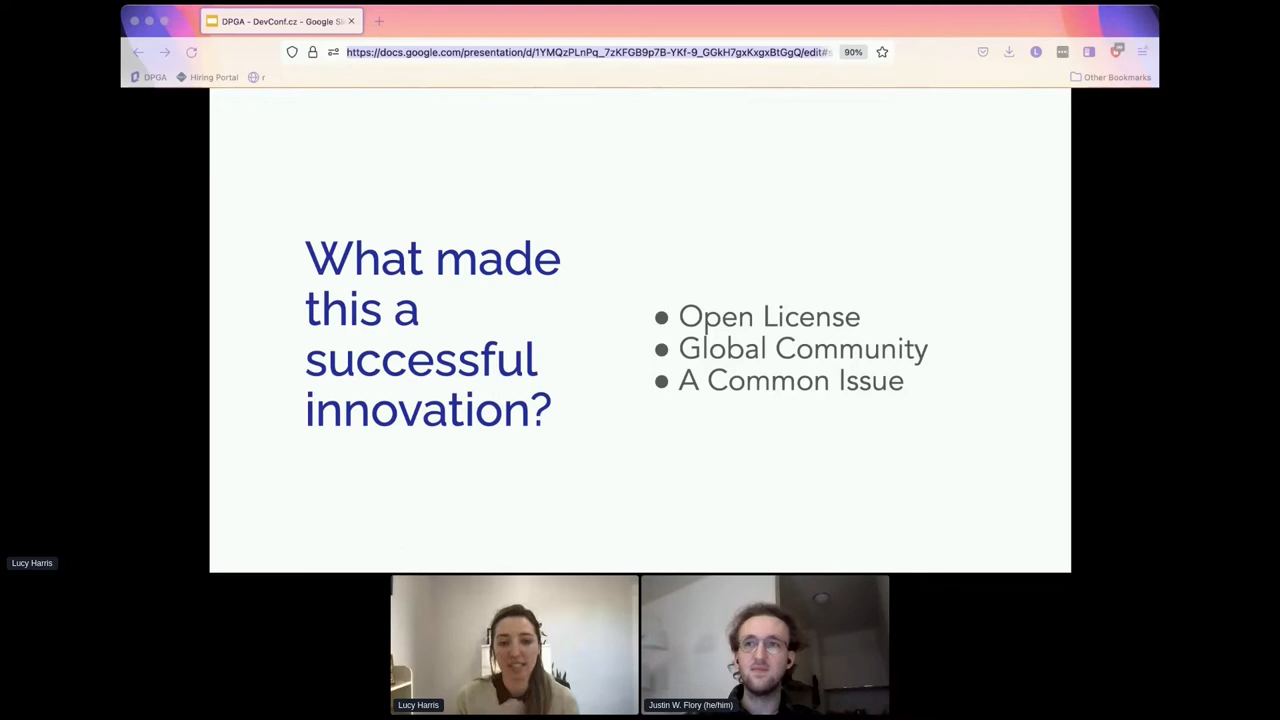 DPGA - DevConf.cz - Google Sl
https://docs.google.com/presentation/d/1YMQzPLnPq_7zKFGB9p7B-YKf-9_GGkH7gxKxgxBtGgQ/edit#s
90%
DPGA
Hiring Portal
r
Other Bookmarks
What made
this a
successful
innovation?
● Open License
● Global Community
● A Common Issue
Lucy Harris
Lucy Harris
Justin W. Flory (he/him)